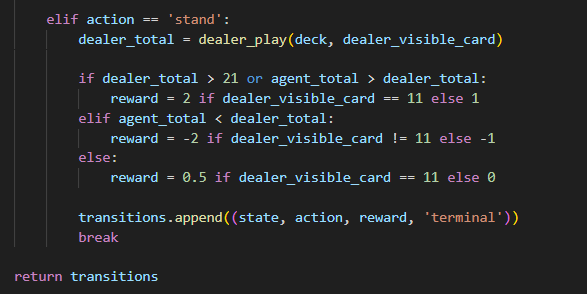 elif action == 'stand':
dealer_total = dealer_play(deck, dealer_visible_card)
if dealer_total > 21 or agent_total > dealer_total:
reward = 2 if dealer_visible_card == 11 else 1
elif agent_total < dealer_total:
reward = -2 if dealer_visible_card != 11 else -1
else:
reward = 0.5 if dealer_visible_card == 11 else 0
transitions.append((state, action, reward, 'terminal'))
break
return transitions